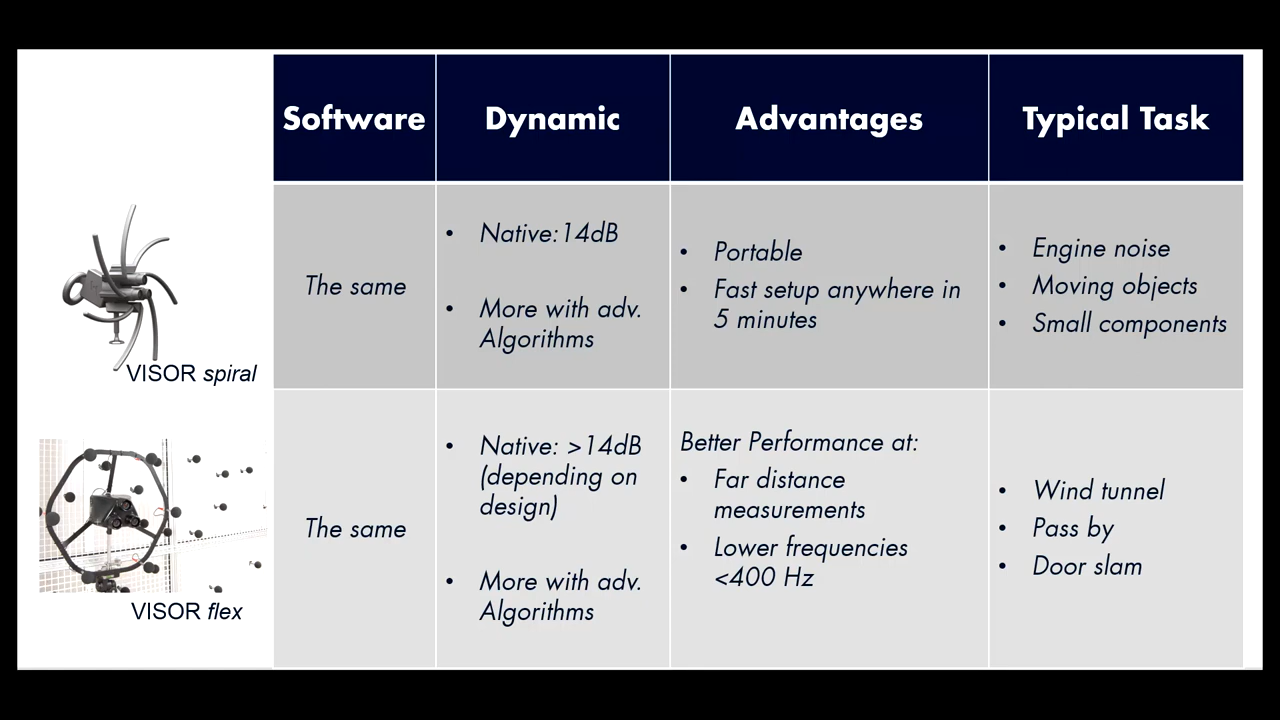 Software
Dynamic
Advantages
Typical Task
VISOR spiral
The same
• Native:14dB
• More with adv.
Algorithms
• Portable
• Fast setup anywhere in
5 minutes
• Engine noise
• Moving objects
• Small components
VISOR flex
The same
• Native: >14dB
(depending on
design)
• More with adv.
Algorithms
Better Performance at:
• Far distance
measurements
• Lower frequencies
<400 Hz
• Wind tunnel
• Pass by
• Door slam